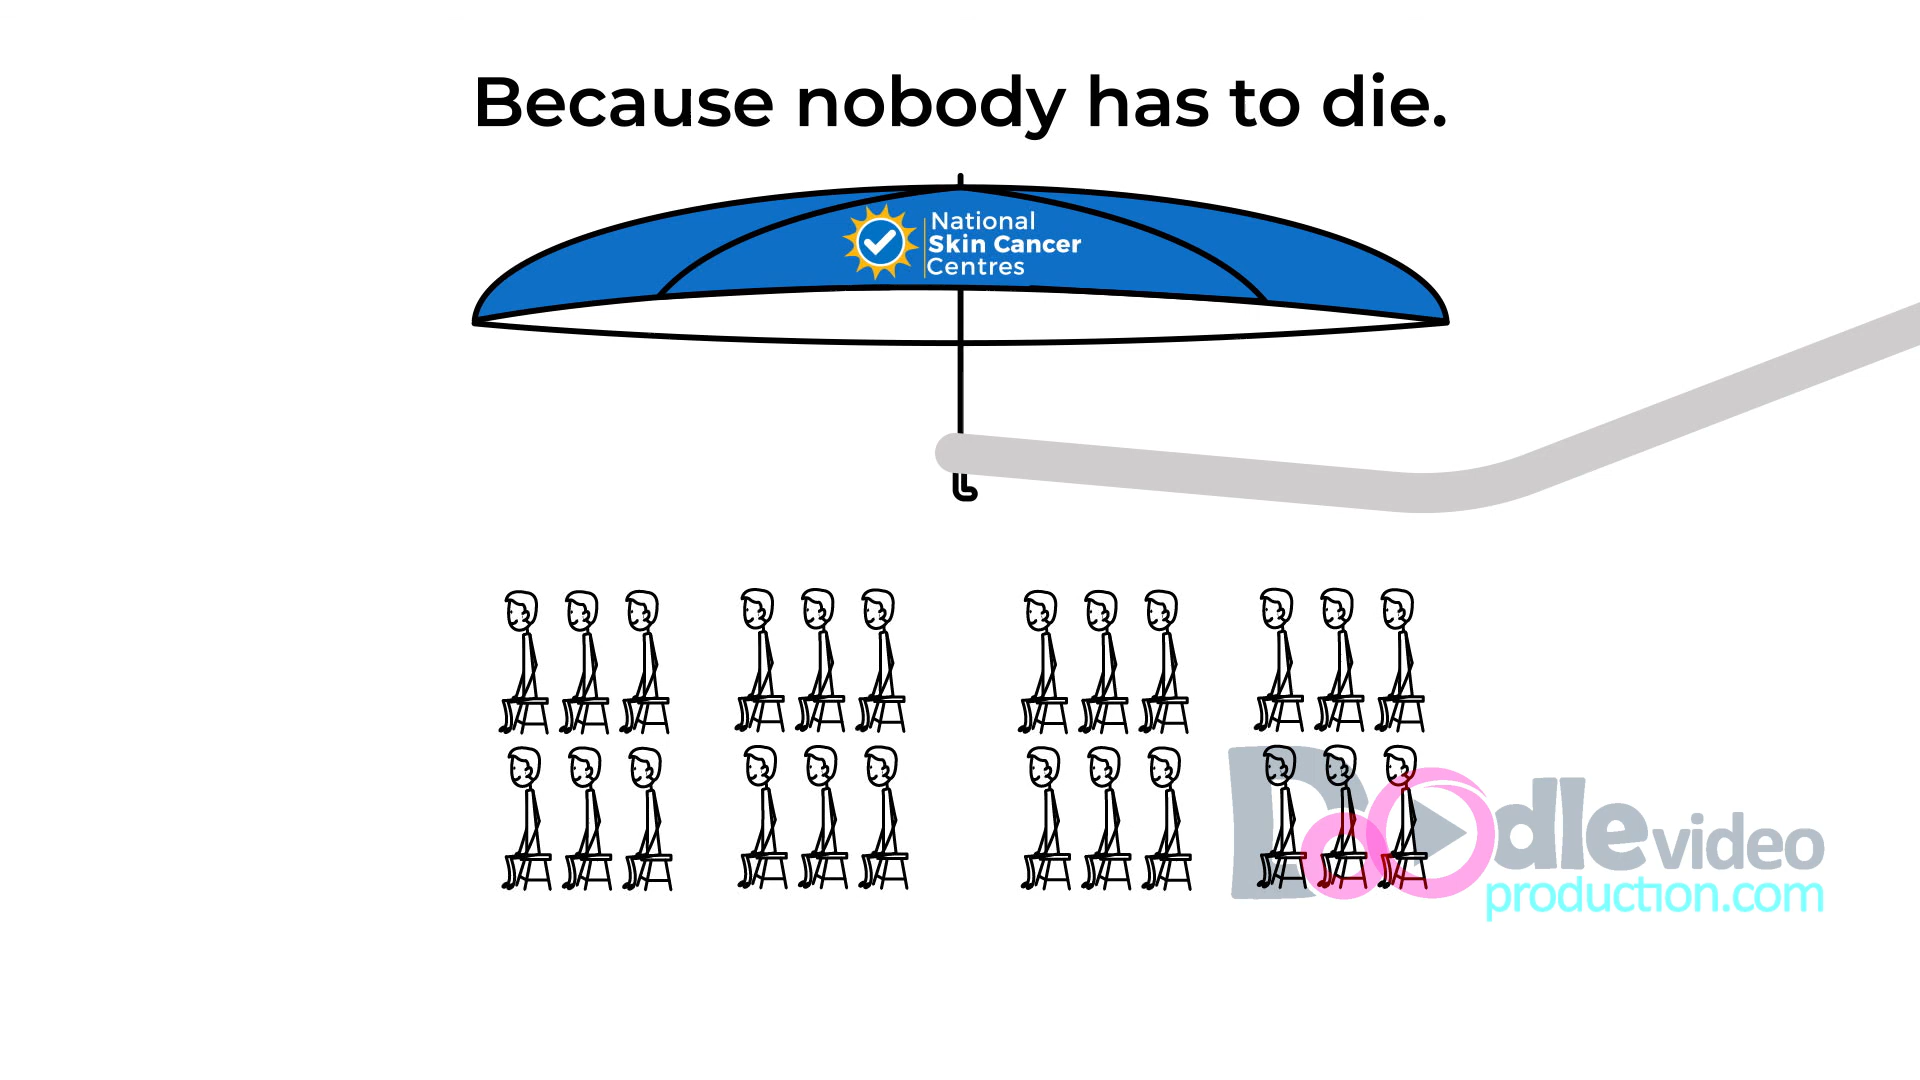 Because nobody has to die.
National
Skin Cancer
Centres
Doodlevideo
production.com